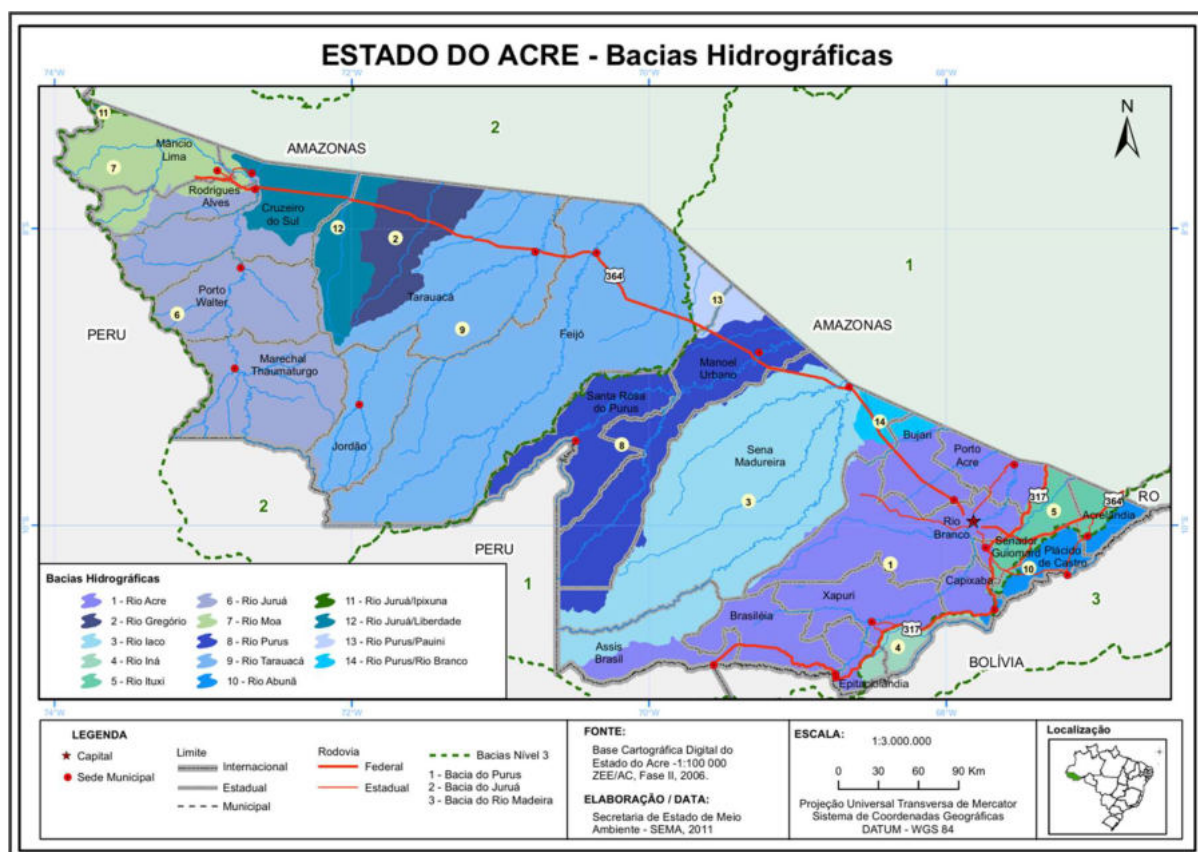 ESTADO DO ACRE - Bacias Hidrográficas
74°W
72°W
70°W
68°W
N
11
7
Mâncio
Lima
AMAZONAS
2
Rodrigues
Alves
Cruzeiro
do Sul
12
2
8°S
8°S
364
1
13
Porto
Walter
6
Tarauacá
9
Feijó
AMAZONAS
PERU
Marechal
Thaumaturgo
Manoel
Urbano
Santa Rosa
do Purus
14
Bujari
Jordão
8
Sena
Madureira
Porto
Acre
3
317
364
RO
2
5
Acrelândia
10°S
PERU
Rio
Branco
Senador
Guiomard
Plácido
de Castro
10
1
1
Capixaba
3
Xapuri
Brasiléia
317
Assis
Brasil
4
BOLÍVIA
Epitaciolândia
Bacias Hidrográficas
1 - Rio Acre
2 - Rio Gregório
3 - Rio Iaco
4 - Rio Iná
5 - Rio Ituxi
6 - Rio Juruá
7 - Rio Moa
8 - Rio Purus
9 - Rio Tarauacá
10 - Rio Abunã
11 - Rio Juruá/Ipixuna
12 - Rio Juruá/Liberdade
13 - Rio Purus/Pauini
14 - Rio Purus/Rio Branco
74°W
72°W
70°W
68°W
LEGENDA
Capital
Sede Municipal
Limite
Internacional
Estadual
Municipal
Rodovia
Federal
Estadual
Bacias Nível 3
1 - Bacia do Purus
2 - Bacia do Juruá
3 - Bacia do Rio Madeira
FONTE:
Base Cartográfica Digital do
Estado do Acre -1:100 000
ZEE/AC, Fase II, 2006.
ELABORAÇÃO / DATA:
Secretaria de Estado de Meio
Ambiente - SEMA, 2011
ESCALA:
1:3.000.000
0 30 60 90 Km
Projeção Universal Transversa de Mercator
Sistema de Coordenadas Geográficas
DATUM - WGS 84
Localização